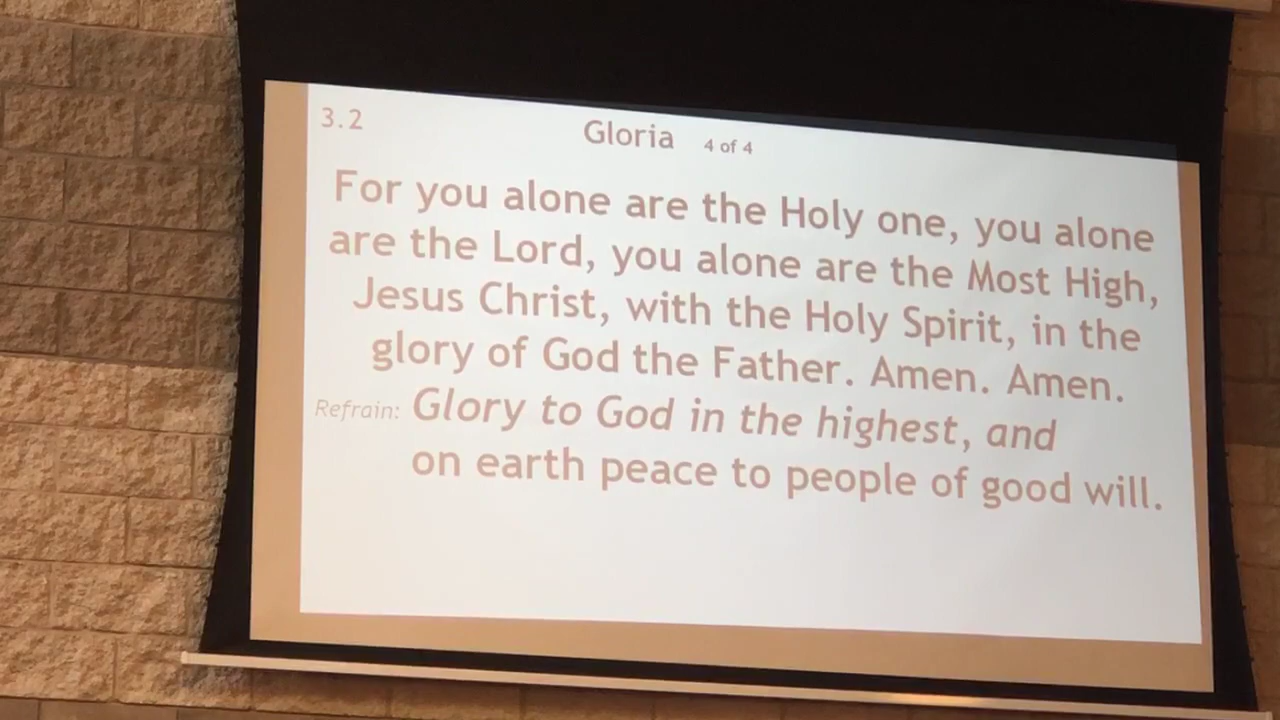 3.2
Gloria 4 of 4
For you alone are the Holy one, you alone
are the Lord, you alone are the Most High,
Jesus Christ, with the Holy Spirit, in the
glory of God the Father. Amen. Amen.
Refrain: Glory to God in the highest, and
on earth peace to people of good will.